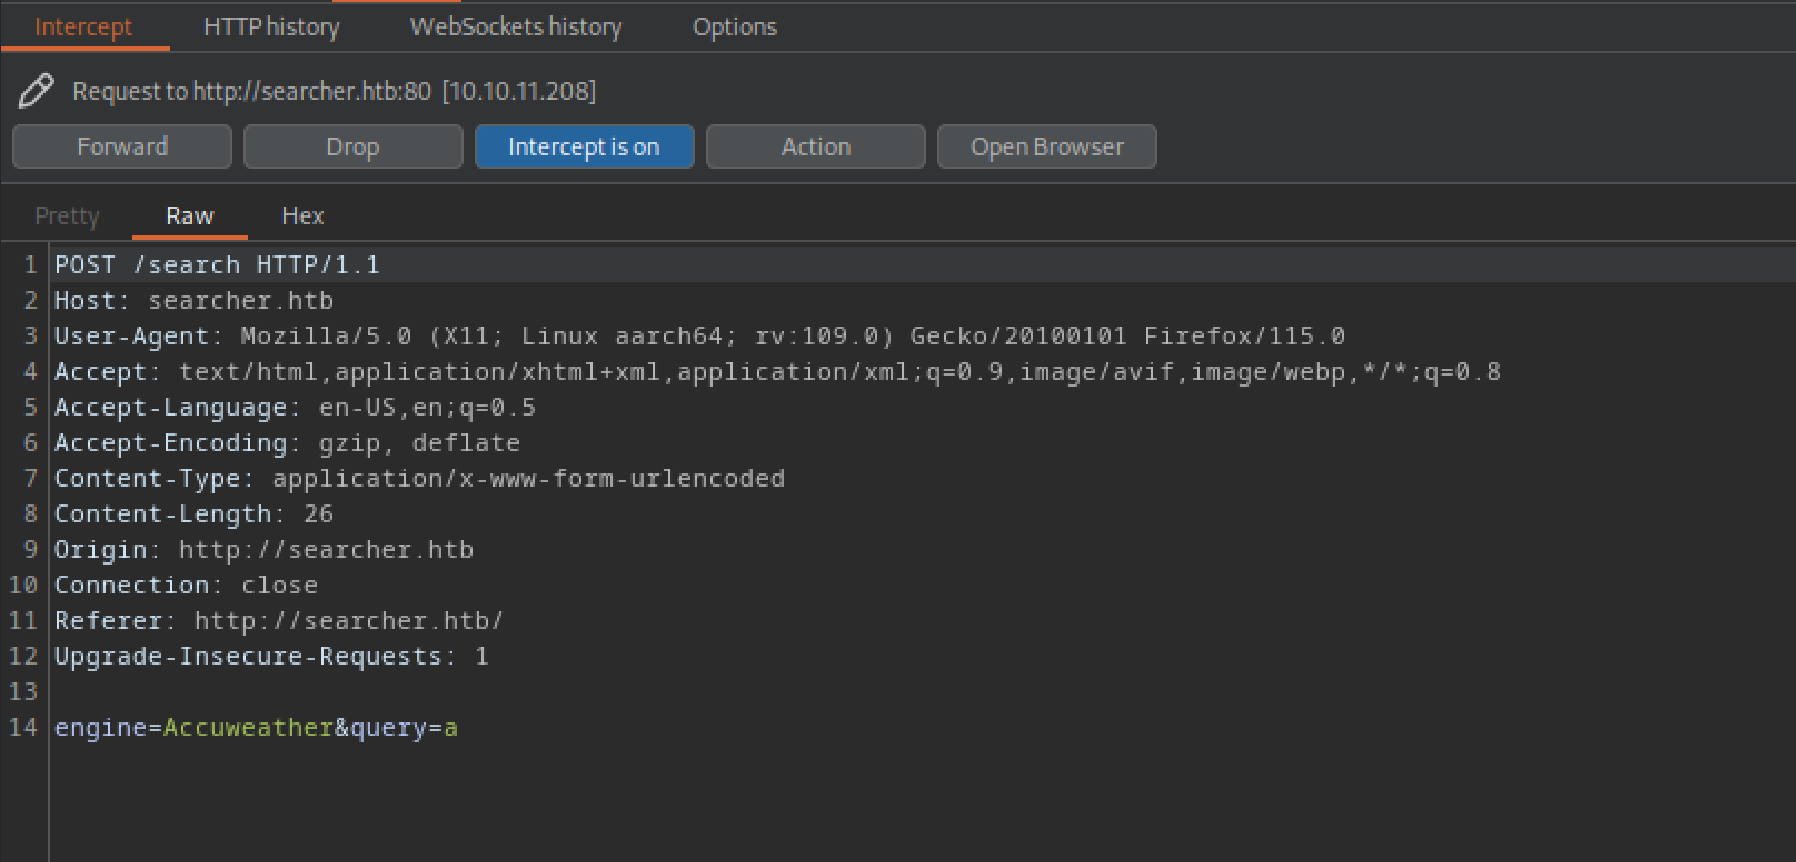 Intercept HTTP history WebSockets history Options
Request to http://searcher.htb:80 [10.10.11.208]
Forward Drop Intercept is on Action Open Browser
Pretty Raw Hex
1 POST /search HTTP/1.1
2 Host: searcher.htb
3 User-Agent: Mozilla/5.0 (X11; Linux aarch64; rv:109.0) Gecko/20100101 Firefox/115.0
4 Accept: text/html,application/xhtml+xml,application/xml;q=0.9,image/avif,image/webp,*/*;q=0.8
5 Accept-Language: en-US,en;q=0.5
6 Accept-Encoding: gzip, deflate
7 Content-Type: application/x-www-form-urlencoded
8 Content-Length: 26
9 Origin: http://searcher.htb
10 Connection: close
11 Referer: http://searcher.htb/
12 Upgrade-Insecure-Requests: 1
13
14 engine=Accuweather&query=a